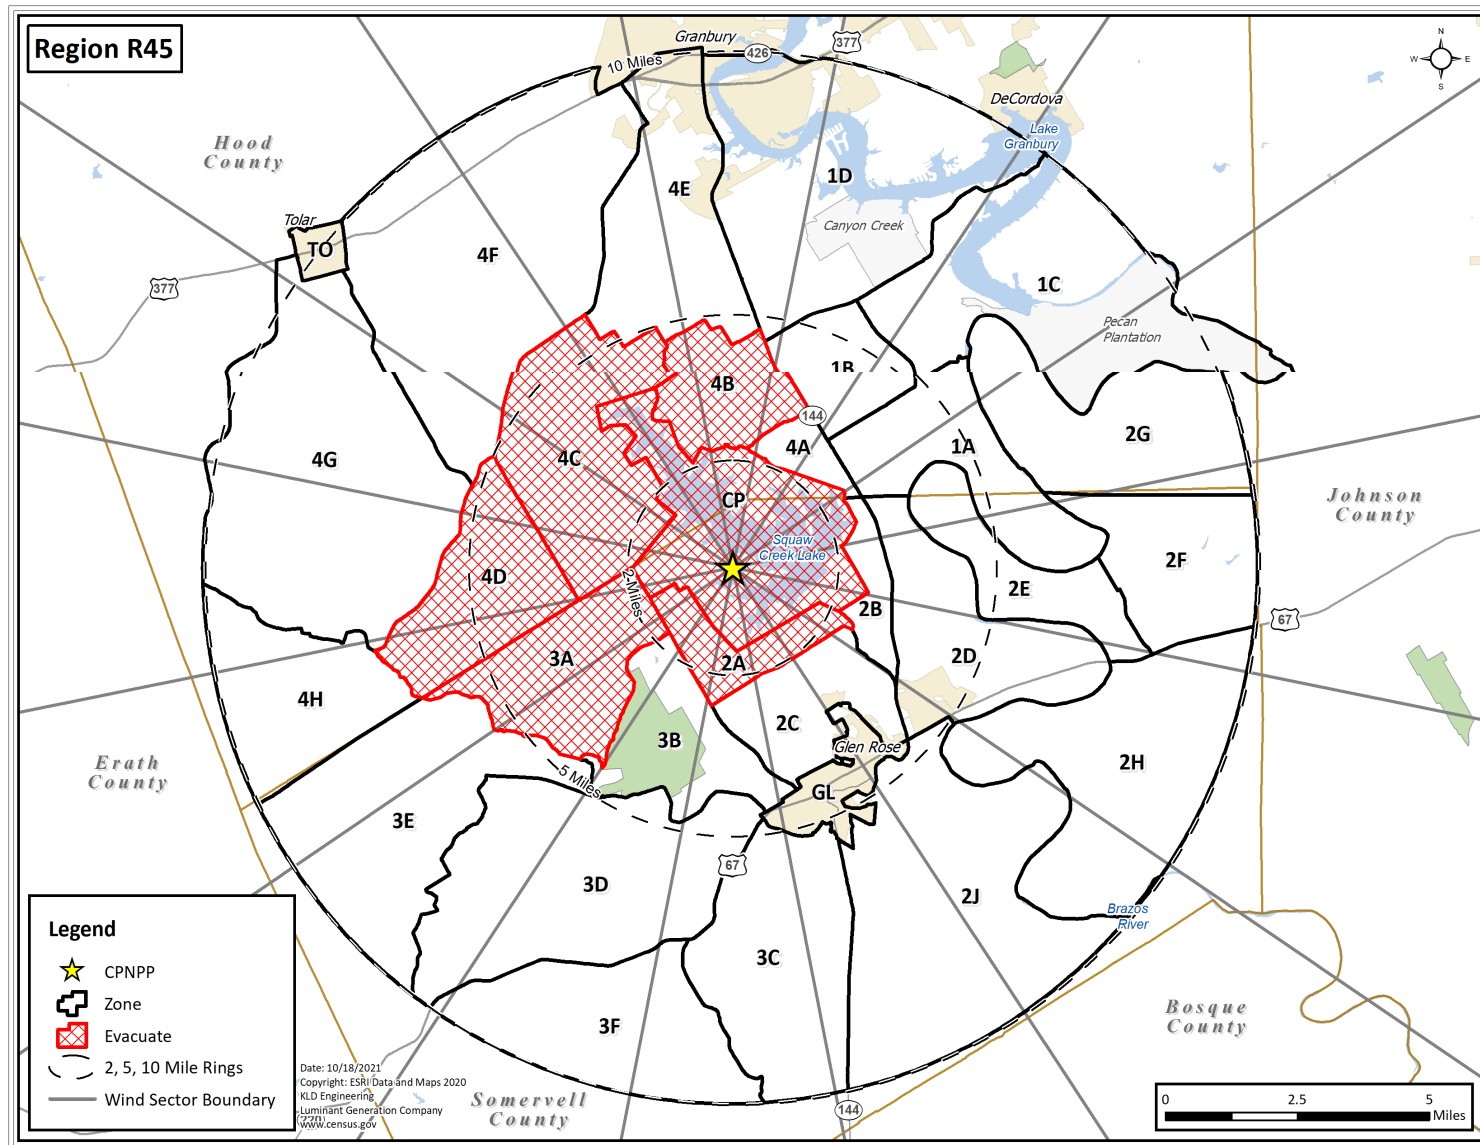 Region R45
Granbury
377
426
10 Miles
N
W
E
S
DeCordova
Lake
Granbury
Hood
County
4E
1D
Tolar
TO
Canyon Creek
4F
377
1C
Pecan
Plantation
1B
4B
144
4A
1A
2G
4G
4C
CP
Johnson
County
Squaw
Creek Lake
2F
4D
2-Miles
2E
2B
67
3A
2A
2D
4H
2C
3B
Glen Rose
Erath
County
5 Miles
GL
2H
3E
67
3D
2J
Brazos
River
3C
Bosque
County
3F
Legend
CPNPP
Zone
Evacuate
2, 5, 10 Mile Rings
Wind Sector Boundary
Date: 10/18/2021
Copyright: ESRI Data and Maps 2020
KLD Engineering
Luminant Generation Company
www.census.gov
Somervell
County
144
0
2.5
5
Miles